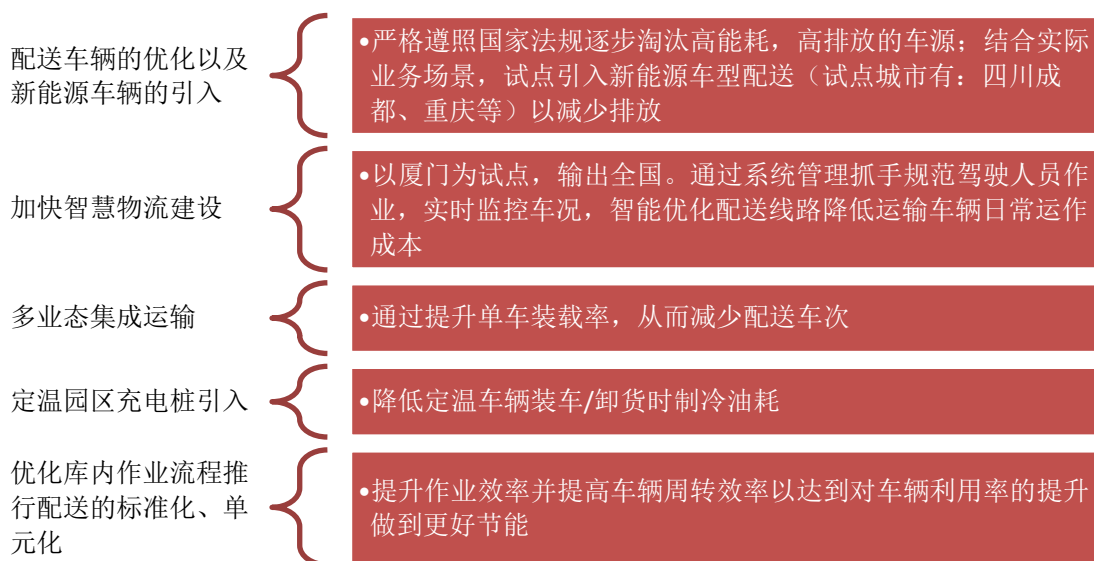 配送车辆的优化以及
新能源车辆的引入
•严格遵照国家法规逐步淘汰高能耗，高排放的车源；结合实际
业务场景，试点引入新能源车型配送（试点城市有：四川成
都、重庆等）以减少排放
加快智慧物流建设
•以厦门为试点，输出全国。通过系统管理抓手规范驾驶人员作
业，实时监控车况，智能优化配送线路降低运输车辆日常运作
成本
多业态集成运输
•通过提升单车装载率，从而减少配送车次
定温园区充电桩引入
•降低定温车辆装车/卸货时制冷油耗
优化库内作业流程推
行配送的标准化、单
元化
•提升作业效率并提高车辆周转效率以达到对车辆利用率的提升
做到更好节能